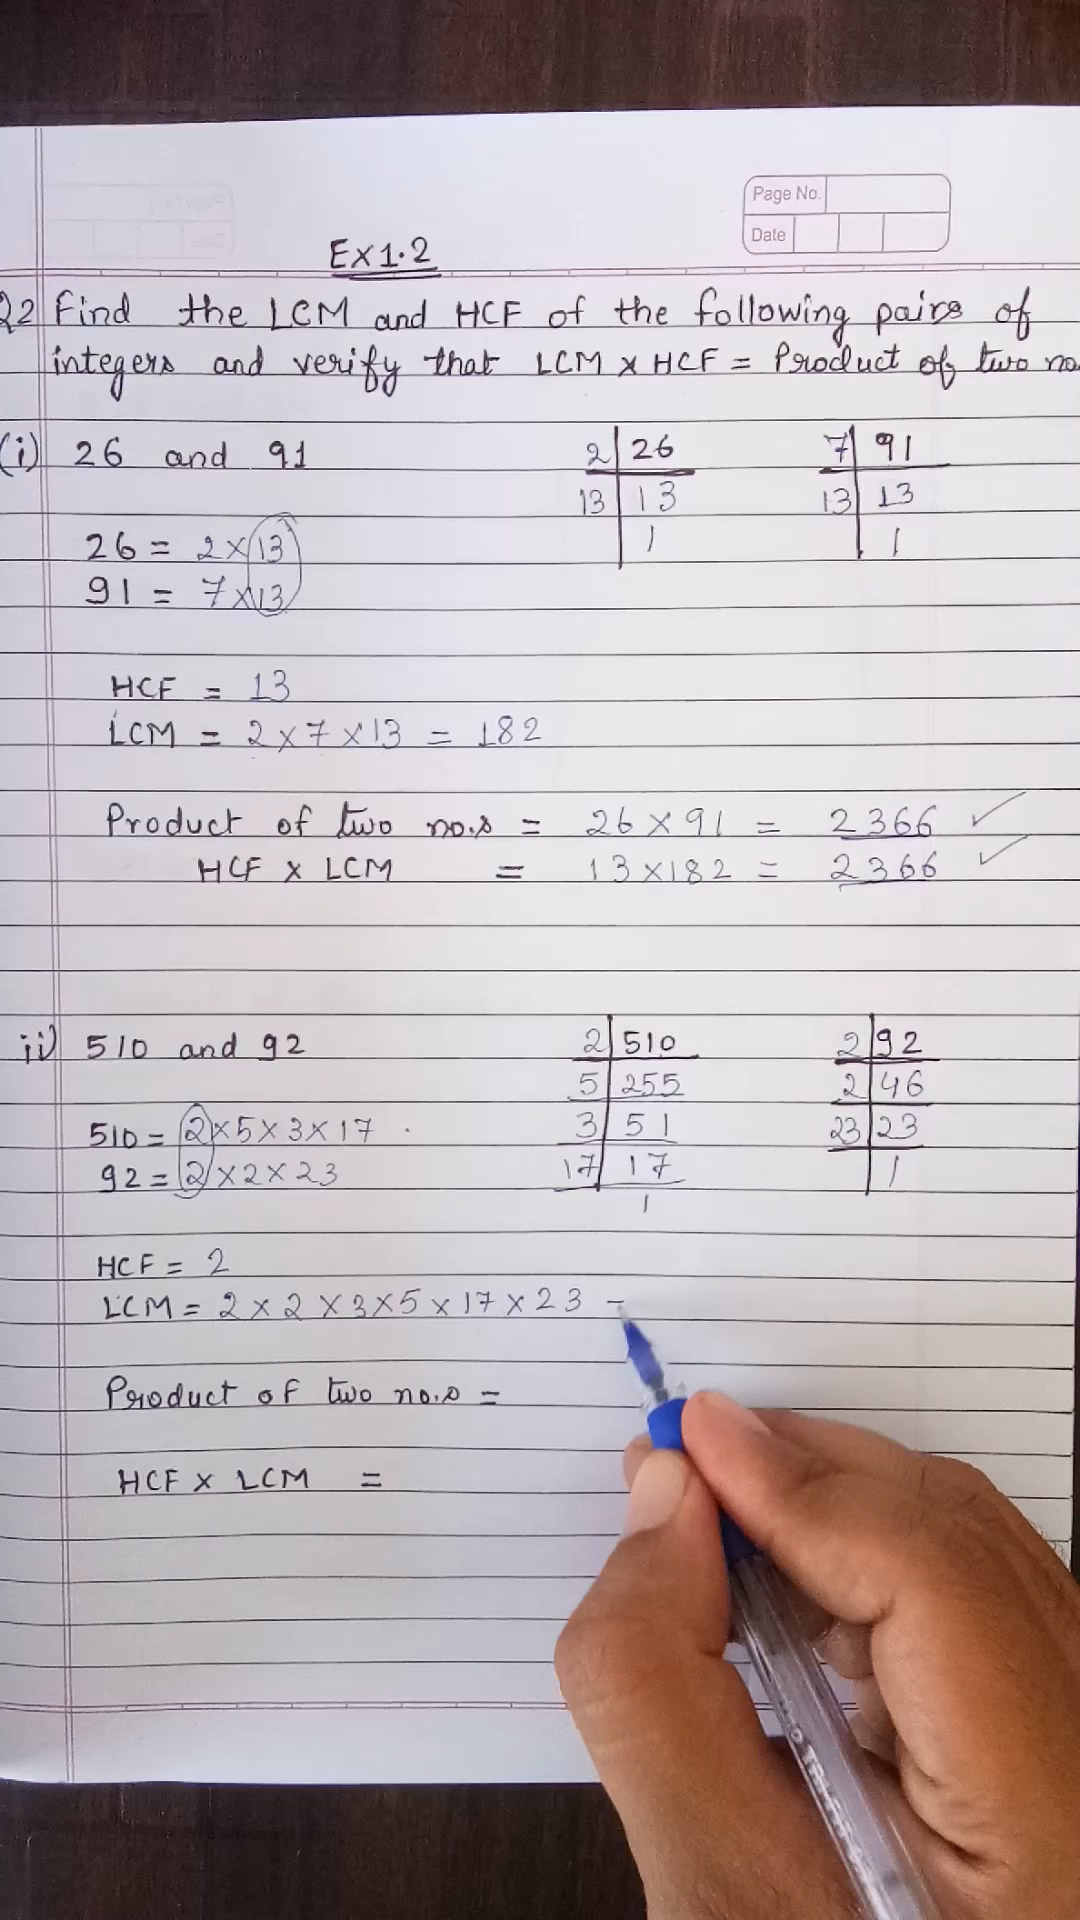 Page No.
Date
Ex 1.2
Q2 Find the LCM and HCF of the following pairs of
integers and verify that LCM x HCF = Product of two no.
(i) 26 and 91
2 | 26
13 | 13
1
7 | 91
13 | 13
1
26 = 2 x 13
91 = 7 x 13
HCF = 13
LCM = 2 x 7 x 13 = 182
Product of two no.s = 26 x 91 = 2366 ✓
HCF x LCM = 13 x 182 = 2366 ✓
ii) 510 and 92
2 | 510
5 | 255
3 | 51
17 | 17
1
2 | 92
2 | 46
23 | 23
1
510 = 2 x 5 x 3 x 17
92 = 2 x 2 x 23
HCF = 2
LCM = 2 x 2 x 3 x 5 x 17 x 23 -
Product of two no.s =
HCF x LCM =